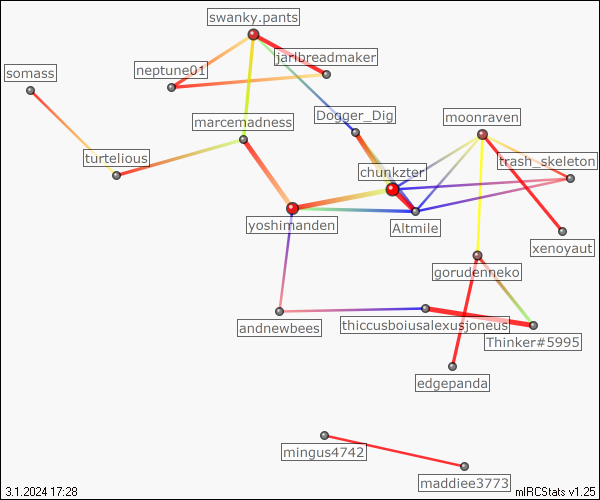 swanky.pants
jarlbreadmaker
somass
neptune01
Dogger_Dig
moonraven
marcemadness
turtelious
trash_skeleton
chunkzter
yoshimanden
Altmile
xenoyaut
gorudenneko
andnewbees
thiccusboiusalexusjoneus
Thinker#5995
edgepanda
mingus4742
maddiee3773
3.1.2024 17:28
mIRCStats v1.25